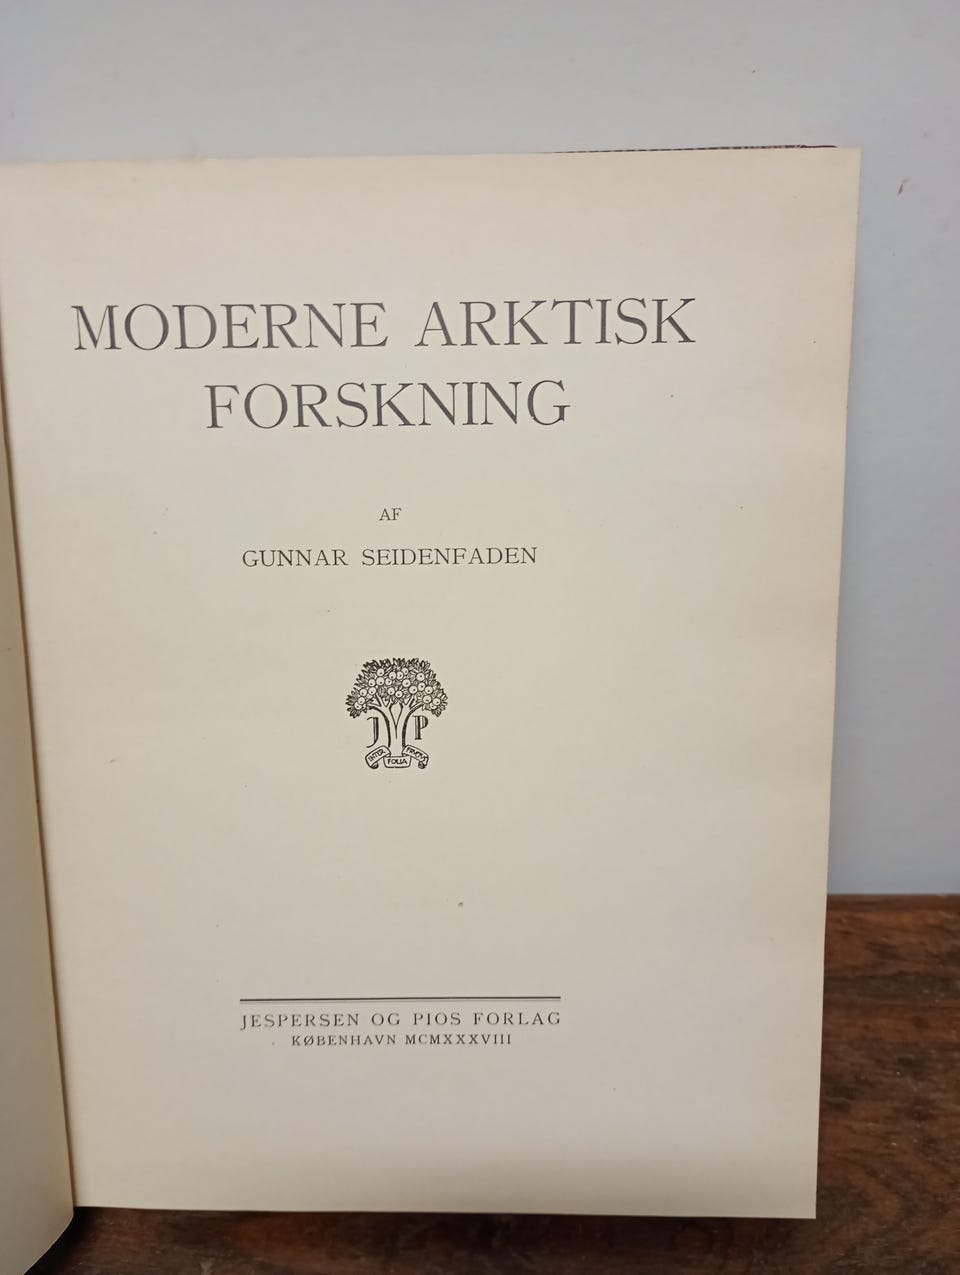 MODERNE ARKTISK
FORSKNING
AF
GUNNAR SEIDENFADEN
J P
INTER FOLIA FRUCTUS
JESPERSEN OG PIOS FORLAG
KØBENHAVN MCMXXXVIII